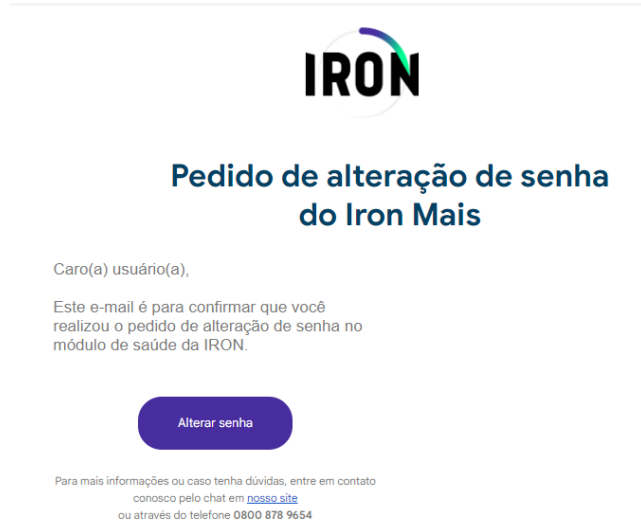 IRON
Pedido de alteração de senha
do Iron Mais
Caro(a) usuário(a),
Este e-mail é para confirmar que você
realizou o pedido de alteração de senha no
módulo de saúde da IRON.
Alterar senha
Para mais informações ou caso tenha dúvidas, entre em contato
conosco pelo chat em nosso site
ou através do telefone 0800 878 9654